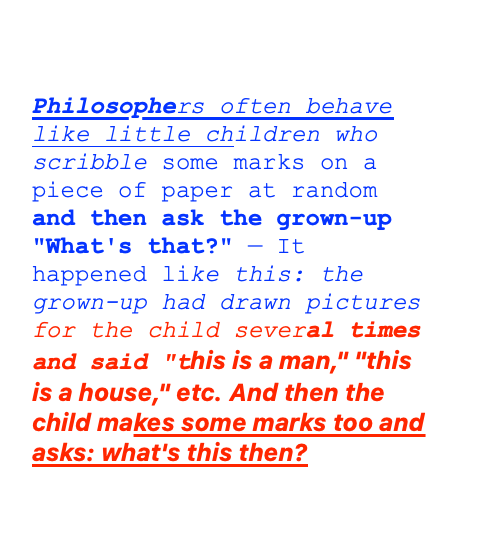 Philosophers often behave
like little children who
scribble some marks on a
piece of paper at random
and then ask the grown-up
"What's that?" — It
happened like this: the
grown-up had drawn pictures
for the child several times
and said "this is a man," "this
is a house," etc. And then the
child makes some marks too and
asks: what's this then?